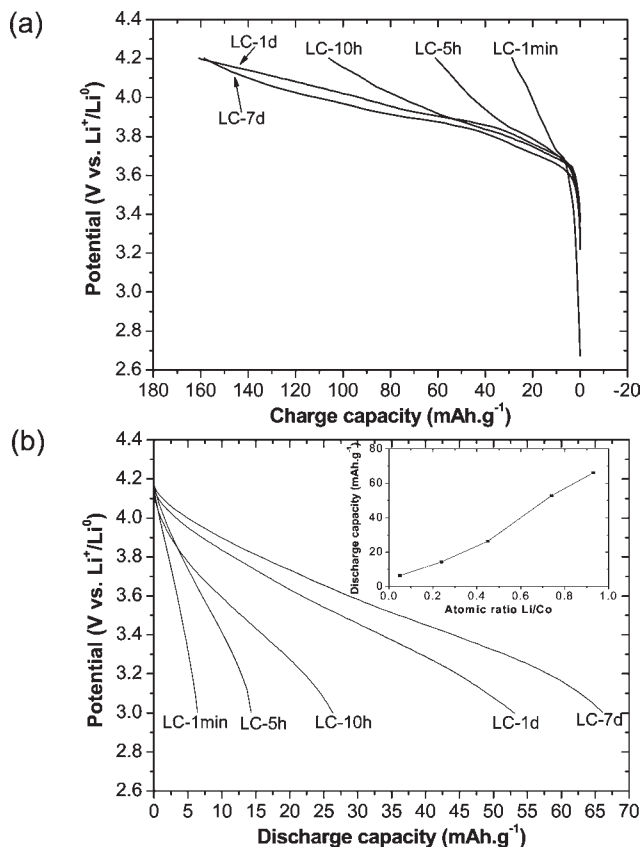 (a)
4.4
4.2
4.0
3.8
3.6
3.4
3.2
3.0
2.8
2.6
Potential (V vs. Li⁺/Li⁰)
LC-1d
LC-10h
LC-5h
LC-1min
LC-7d
180 160 140 120 100 80 60 40 20 0 -20
Charge capacity (mAh.g⁻¹)
(b)
4.4
4.2
4.0
3.8
3.6
3.4
3.2
3.0
2.8
2.6
Potential (V vs. Li⁺/Li⁰)
80
60
40
20
0
Discharge capacity (mAh.g⁻¹)
0.0 0.2 0.4 0.6 0.8 1.0
Atomic ratio Li/Co
LC-1min
LC-5h
LC-10h
LC-1d
LC-7d
0 5 10 15 20 25 30 35 40 45 50 55 60 65 70
Discharge capacity (mAh.g⁻¹)